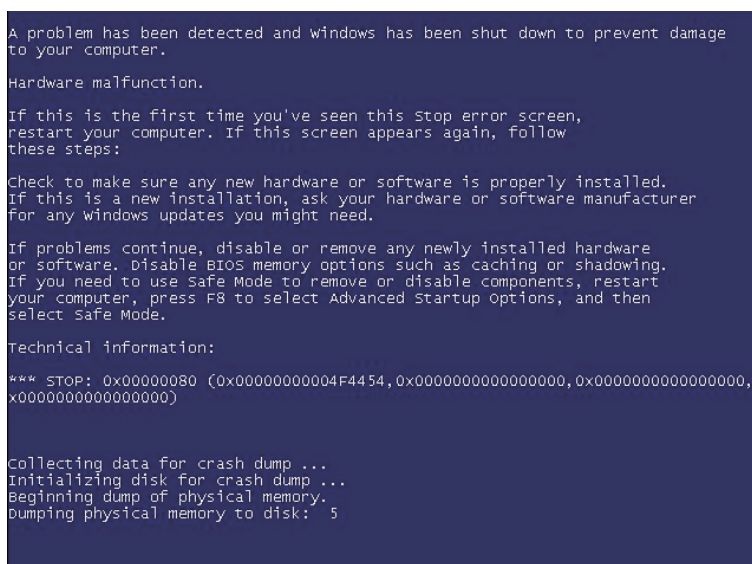 A problem has been detected and Windows has been shut down to prevent damage
to your computer.
Hardware malfunction.
If this is the first time you've seen this Stop error screen,
restart your computer. If this screen appears again, follow
these steps:
Check to make sure any new hardware or software is properly installed.
If this is a new installation, ask your hardware or software manufacturer
for any Windows updates you might need.
If problems continue, disable or remove any newly installed hardware
or software. Disable BIOS memory options such as caching or shadowing.
If you need to use Safe Mode to remove or disable components, restart
your computer, press F8 to select Advanced Startup Options, and then
select Safe Mode.
Technical information:
*** STOP: 0x00000080 (0x00000000004F4454,0x0000000000000000,0x0000000000000000,
x0000000000000000)
Collecting data for crash dump ...
Initializing disk for crash dump ...
Beginning dump of physical memory.
Dumping physical memory to disk:  5